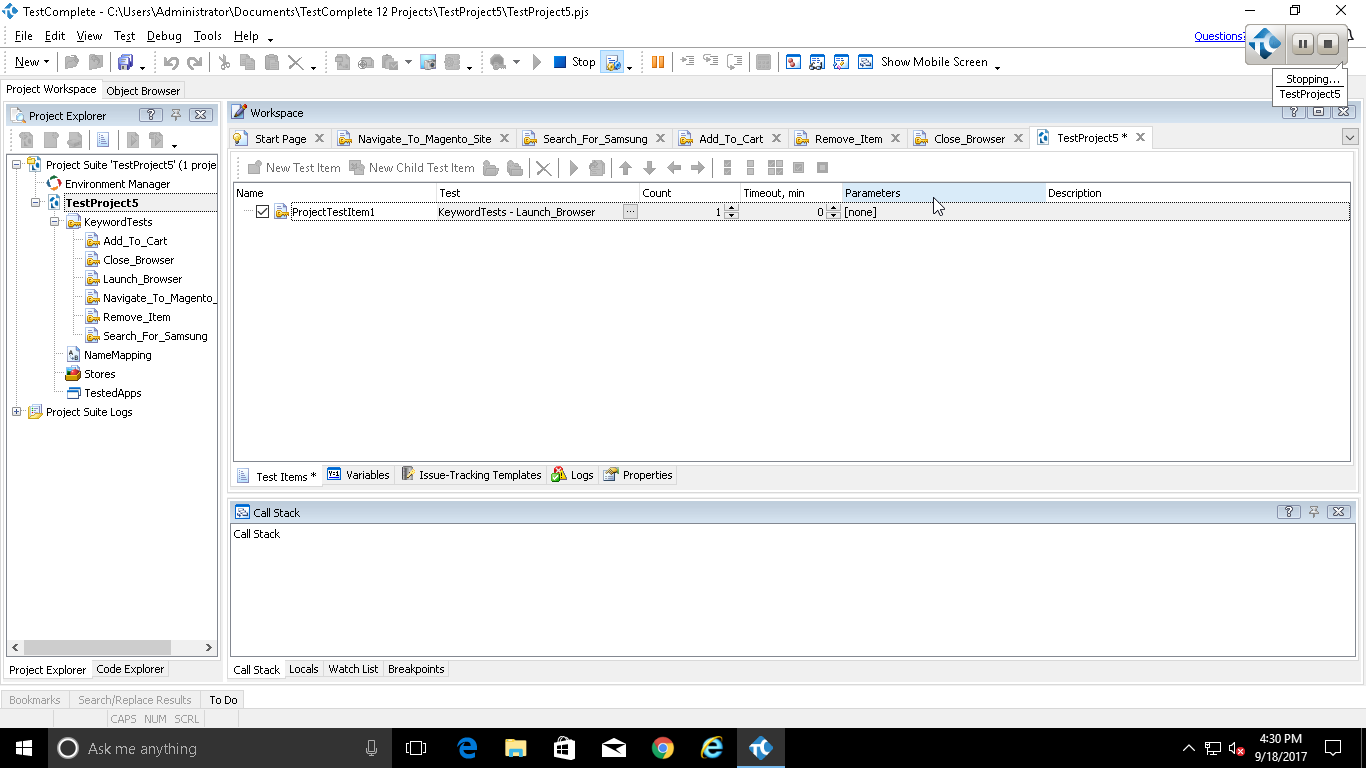 TestComplete - C:\Users\Administrator\Documents\TestComplete 12 Projects\TestProject5\TestProject5.pjs
File Edit View Test Debug Tools Help
Questions?
New Stop Show Mobile Screen
Stopping...
TestProject5
Project Workspace Object Browser
Project Explorer
Project Suite 'TestProject5' (1 proje
Environment Manager
TestProject5
KeywordTests
Add_To_Cart
Close_Browser
Launch_Browser
Navigate_To_Magento_
Remove_Item
Search_For_Samsung
NameMapping
Stores
TestedApps
Project Suite Logs
Project Explorer Code Explorer
Workspace
Start Page Navigate_To_Magento_Site Search_For_Samsung Add_To_Cart Remove_Item Close_Browser TestProject5 *
New Test Item New Child Test Item
Name Test Count Timeout, min Parameters Description
ProjectTestItem1 KeywordTests - Launch_Browser ... 1 0 [none]
Test Items * Variables Issue-Tracking Templates Logs Properties
Call Stack
Call Stack
Call Stack Locals Watch List Breakpoints
Bookmarks Search/Replace Results To Do
CAPS NUM SCRL
Ask me anything
4:30 PM
9/18/2017